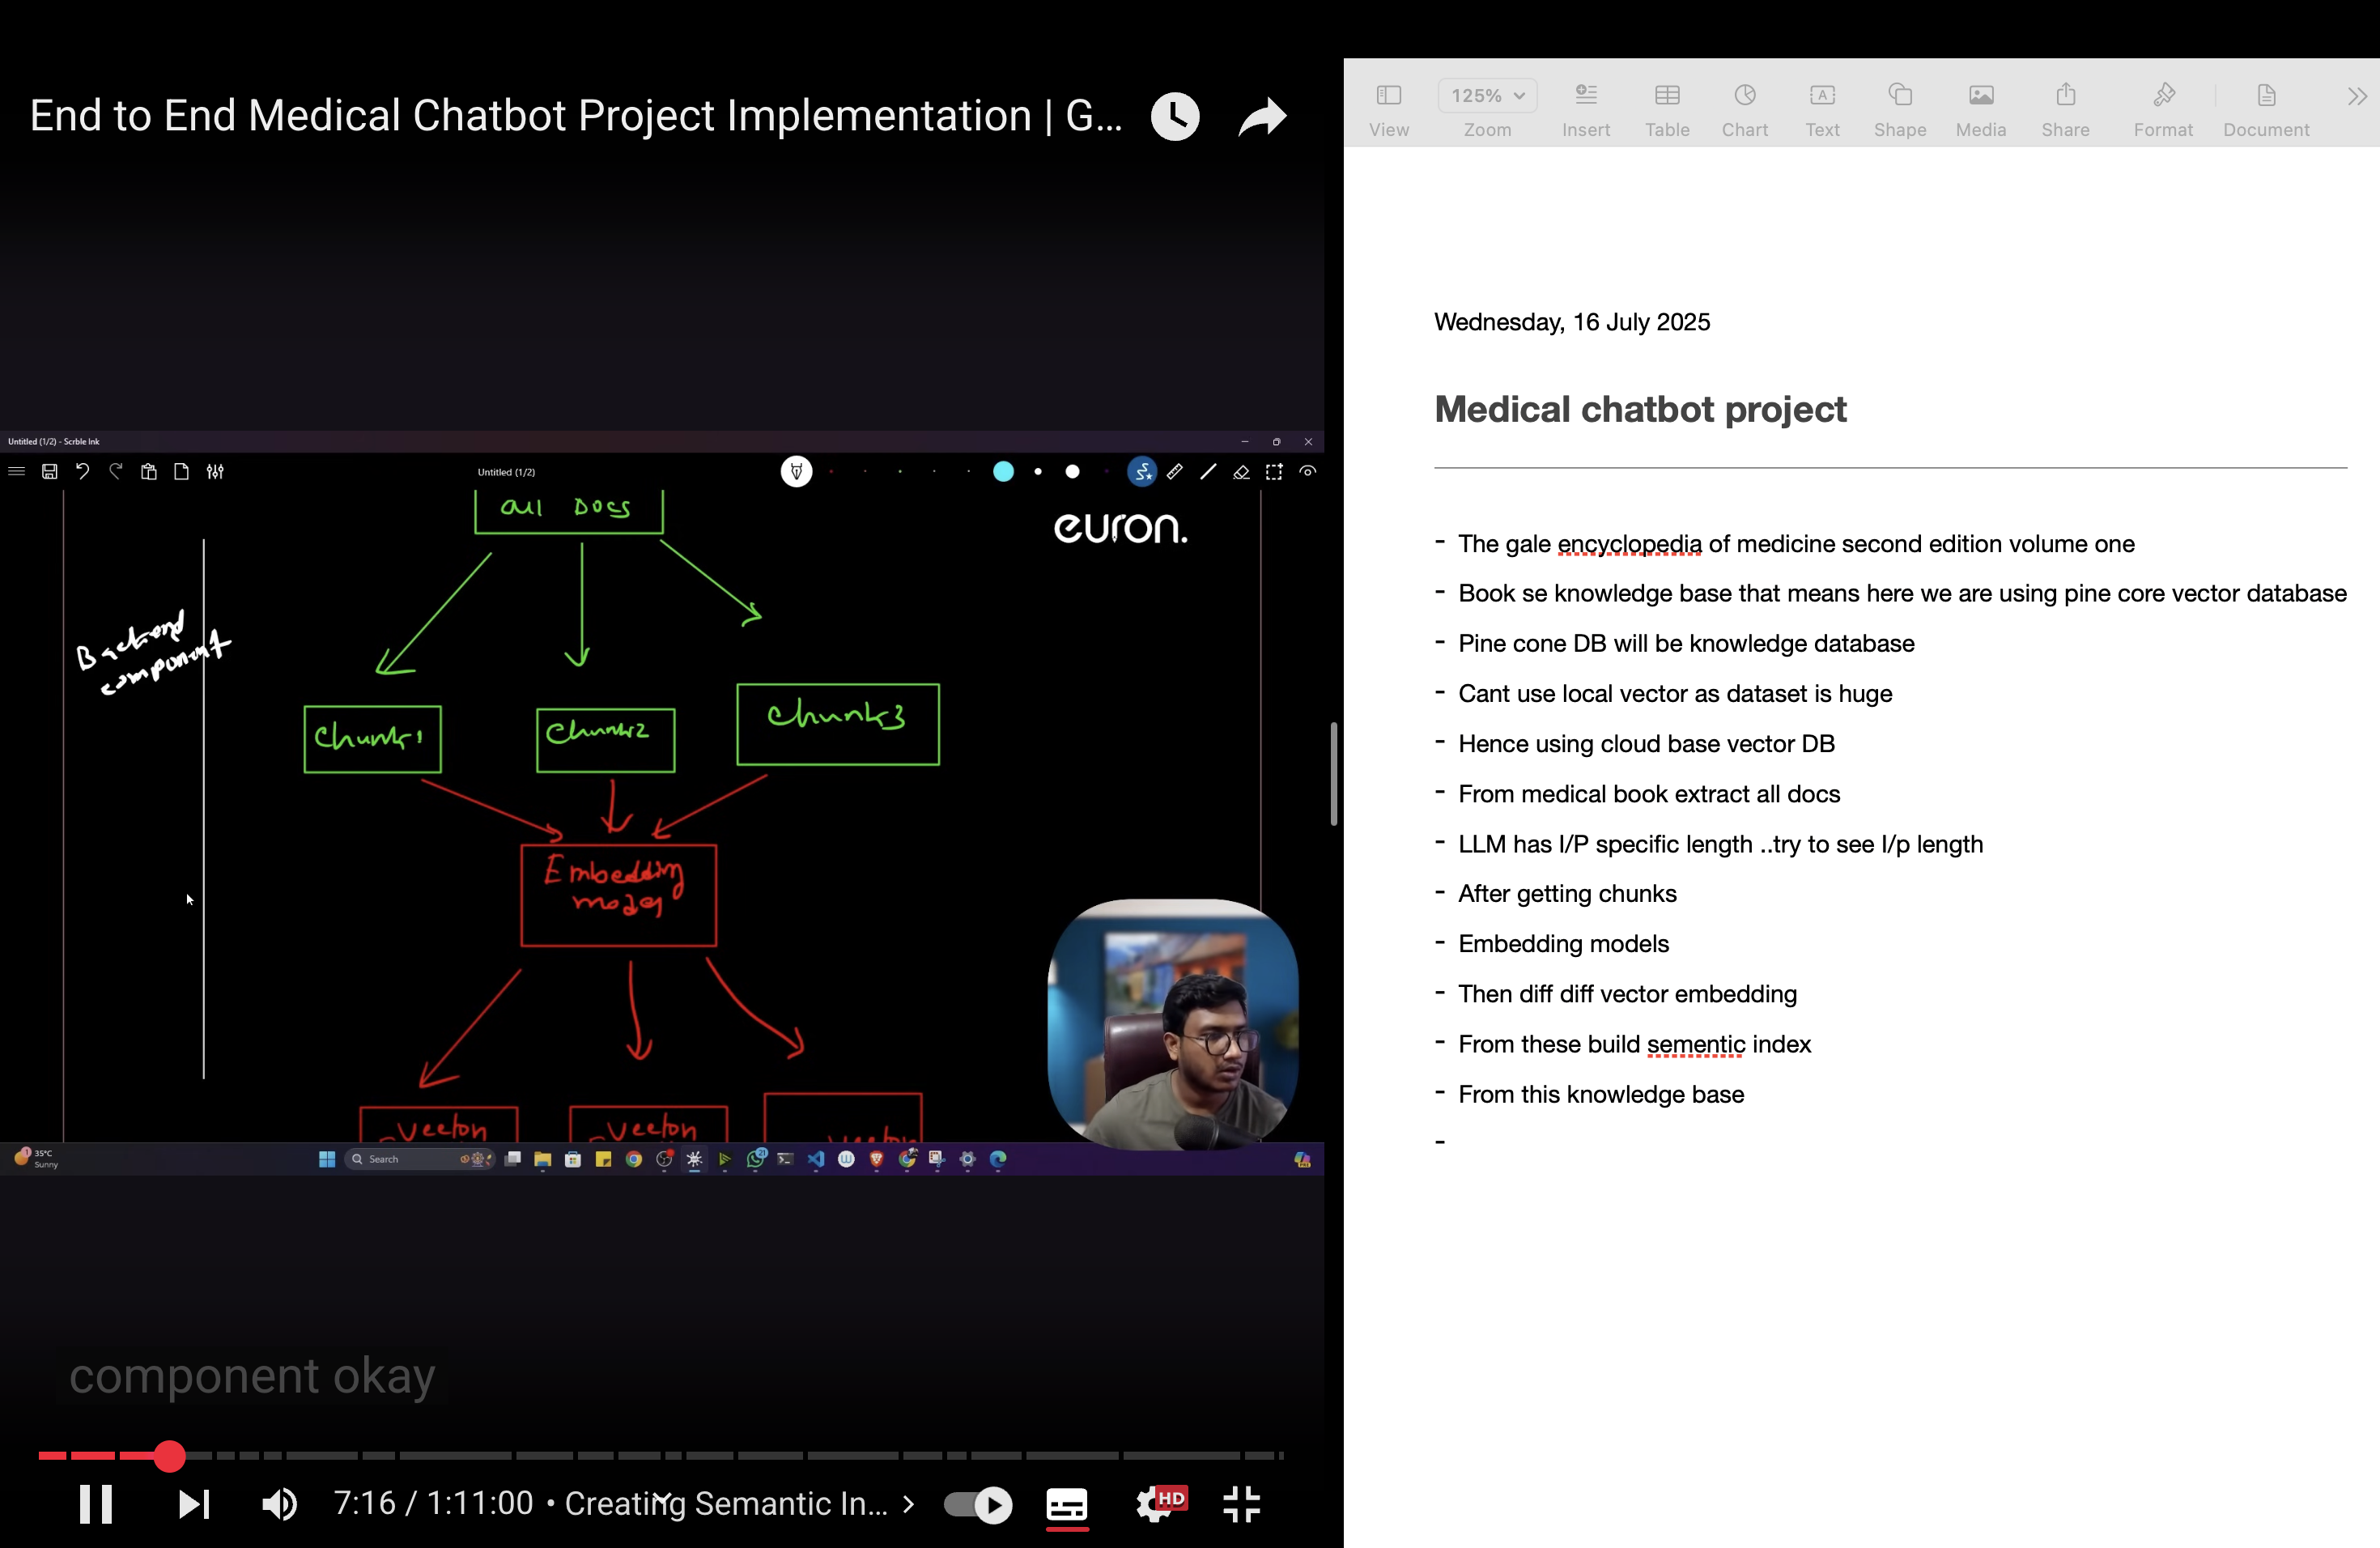 End to End Medical Chatbot Project Implementation | G...
Untitled (1/2) - Scrble Ink
Untitled (1/2)
all Docs
euron.
Backend
component
Chunk1
Chunk2
Chunk3
Embedding
model
vector
vector
vector
1
35°C
Sunny
Search
component okay
7:16 / 1:11:00 • Creating Semantic In... >
HD
125%
View
Zoom
Insert
Table
Chart
Text
Shape
Media
Share
Format
Document
Wednesday, 16 July 2025
Medical chatbot project
- The gale encyclopedia of medicine second edition volume one
- Book se knowledge base that means here we are using pine core vector database
- Pine cone DB will be knowledge database
- Cant use local vector as dataset is huge
- Hence using cloud base vector DB
- From medical book extract all docs
- LLM has I/P specific length ..try to see I/p length
- After getting chunks
- Embedding models
- Then diff diff vector embedding
- From these build sementic index
- From this knowledge base
-